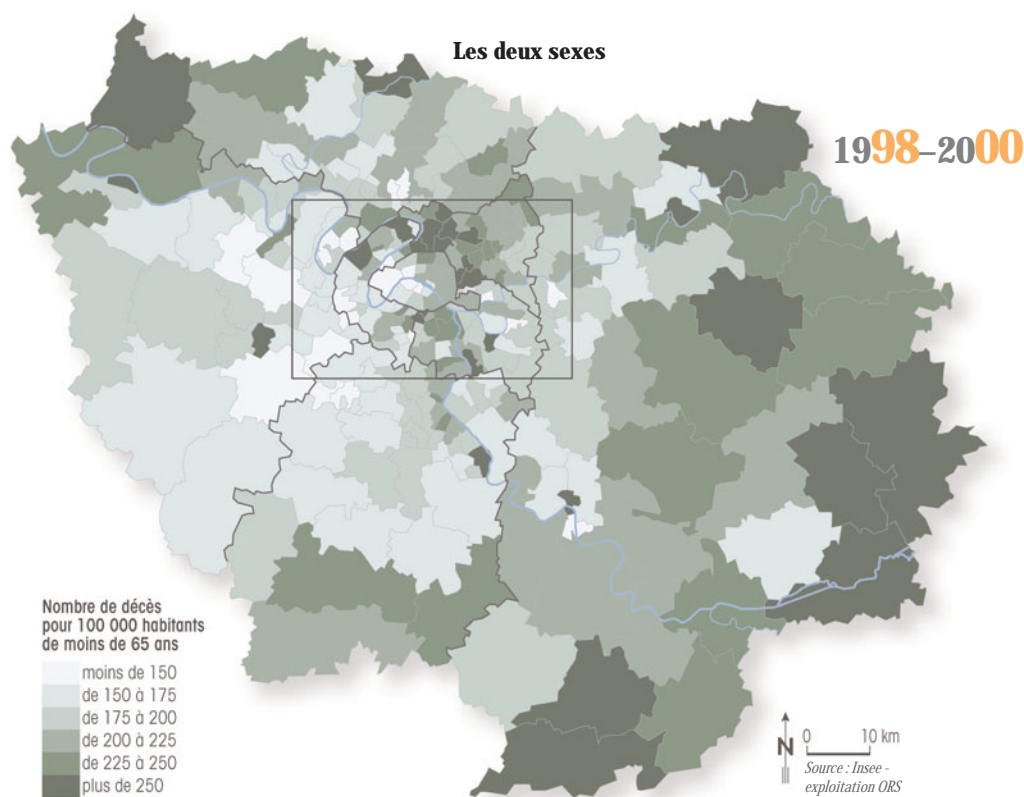 Les deux sexes
1998–2000
Nombre de décès
pour 100 000 habitants
de moins de 65 ans
moins de 150
de 150 à 175
de 175 à 200
de 200 à 225
de 225 à 250
plus de 250
N
0 10 km
Source : Insee -
exploitation ORS